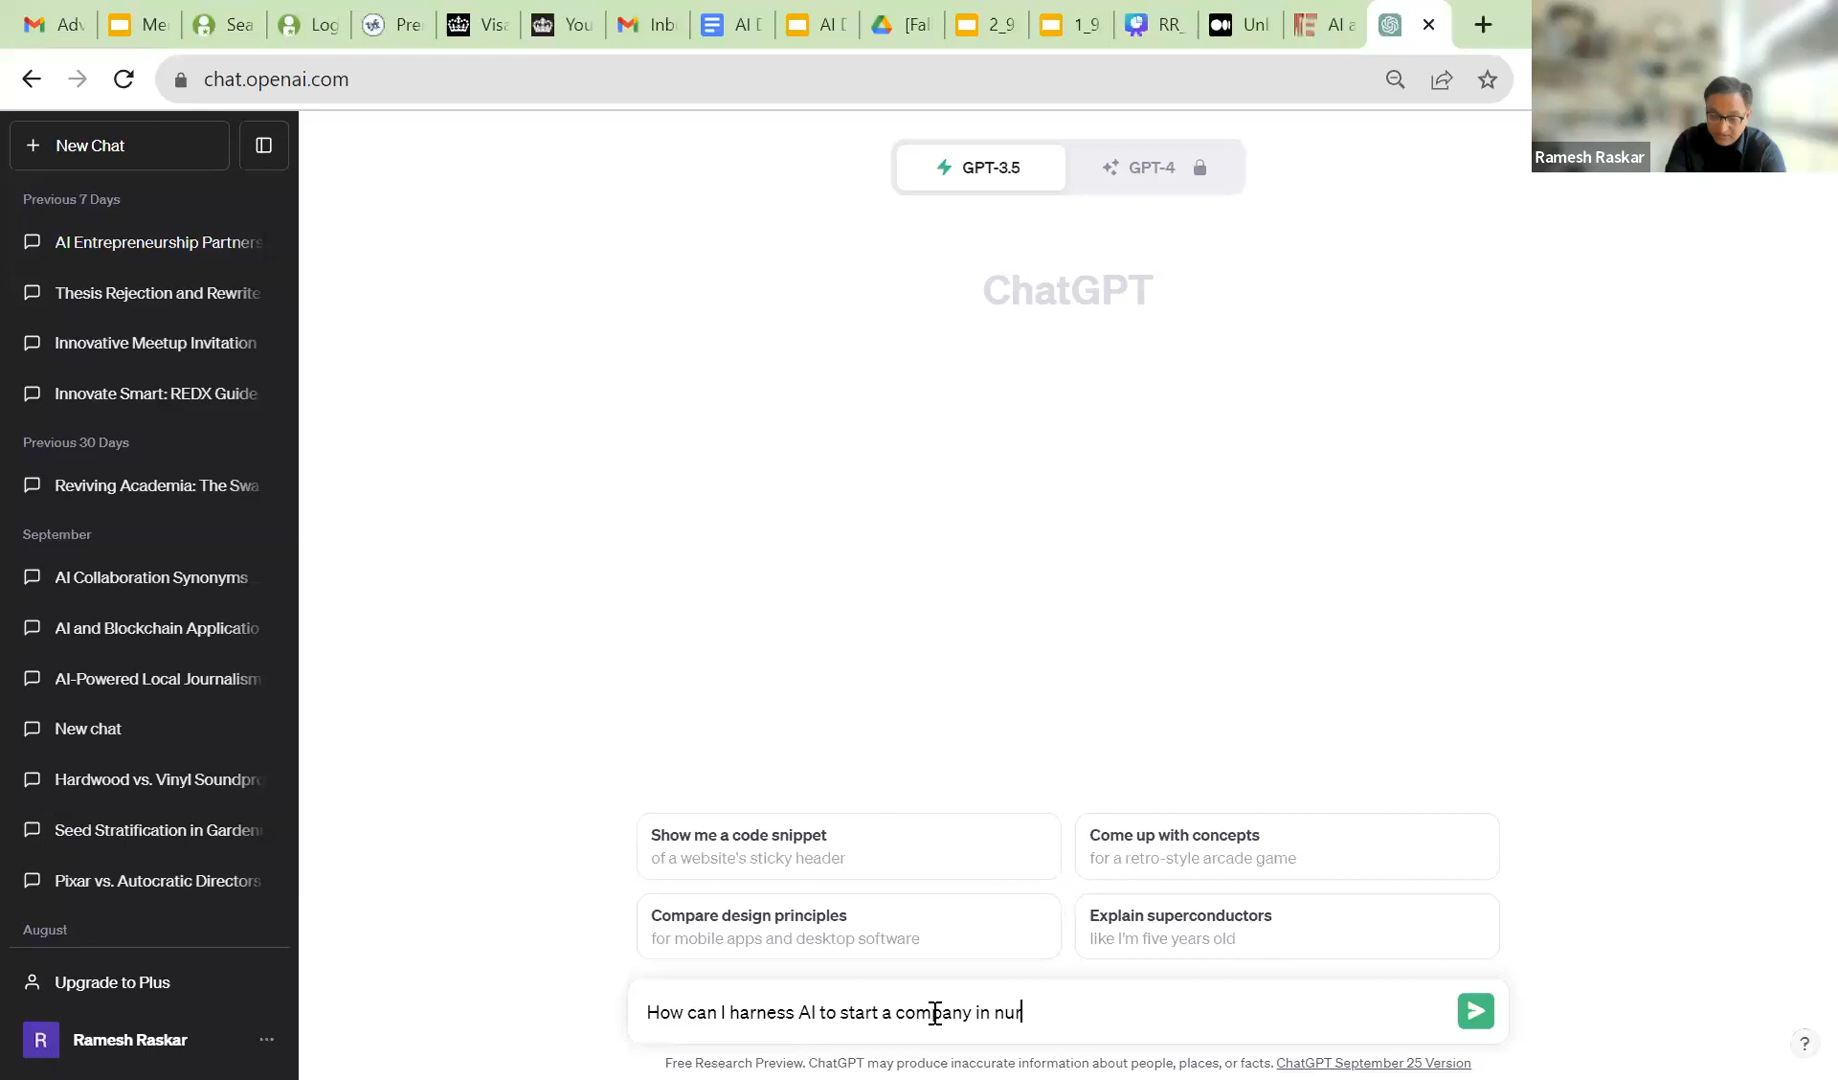 Adv
Mer
Sea
Log
Pre
Visa
You
Inb
AI D
AI D
[Fal
2_9
1_9
RR_
Unl
AI a
chat.openai.com
Ramesh Raskar
New Chat
GPT-3.5
GPT-4
ChatGPT
Previous 7 Days
AI Entrepreneurship Partners
Thesis Rejection and Rewrite
Innovative Meetup Invitation
Innovate Smart: REDX Guide
Previous 30 Days
Reviving Academia: The Swa
September
AI Collaboration Synonyms
AI and Blockchain Applicatio
AI-Powered Local Journalism
New chat
Hardwood vs. Vinyl Soundpro
Seed Stratification in Garden
Pixar vs. Autocratic Directors
August
Upgrade to Plus
R
Ramesh Raskar
Show me a code snippet
of a website's sticky header
Come up with concepts
for a retro-style arcade game
Compare design principles
for mobile apps and desktop software
Explain superconductors
like I'm five years old
How can I harness AI to start a company in nur
Free Research Preview. ChatGPT may produce inaccurate information about people, places, or facts. ChatGPT September 25 Version
?